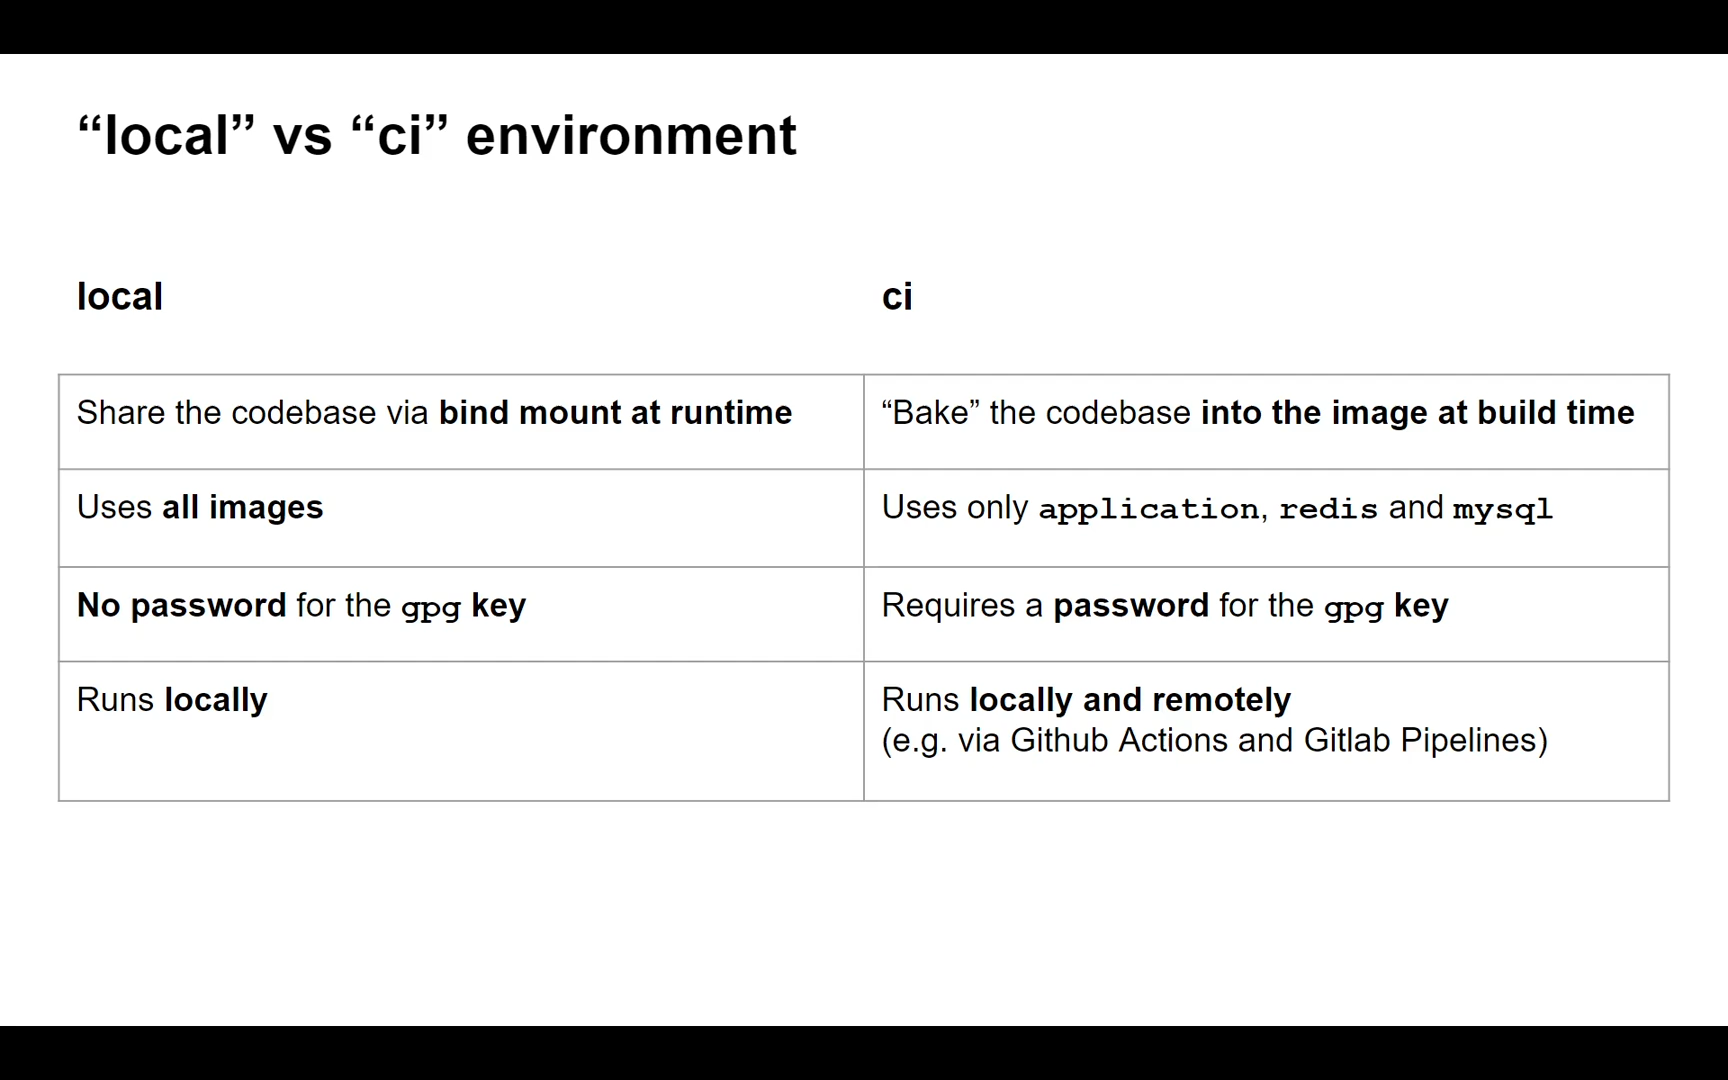 “local” vs “ci” environment
local
ci
Share the codebase via bind mount at runtime
“Bake” the codebase into the image at build time
Uses all images
Uses only application, redis and mysql
No password for the gpg key
Requires a password for the gpg key
Runs locally
Runs locally and remotely
(e.g. via Github Actions and Gitlab Pipelines)